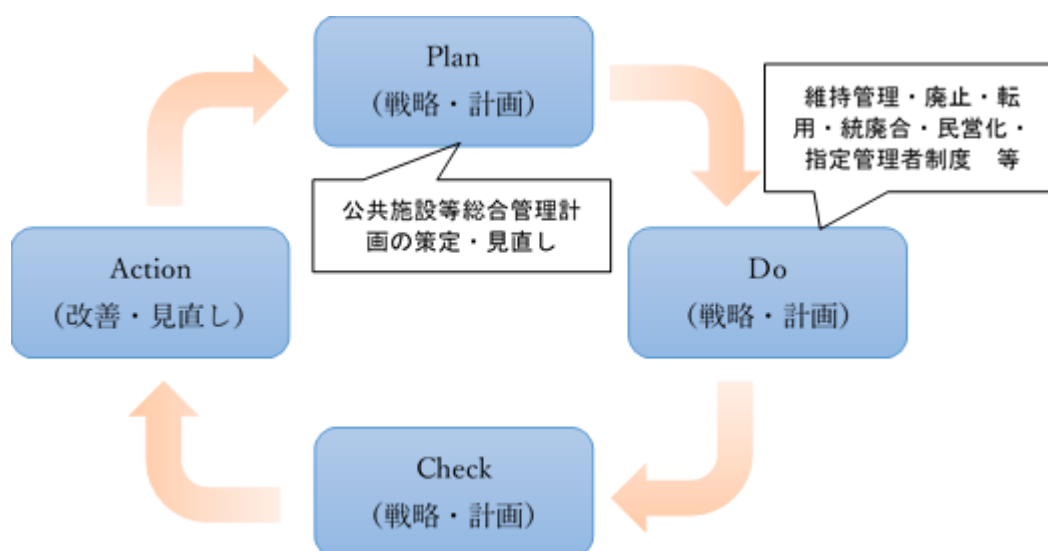 Plan
（戦略・計画）
維持管理・廃止・転
用・統廃合・民営化・
指定管理者制度　等
公共施設等総合管理計
画の策定・見直し
Action
（改善・見直し）
Do
（戦略・計画）
Check
（戦略・計画）